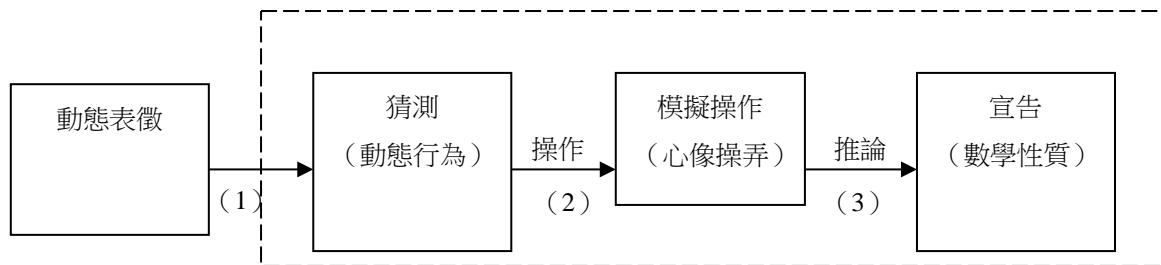 動態表徵
(1)
猜測
(動態行為)
操作
(2)
模擬操作
(心像操弄)
推論
(3)
宣告
(數學性質)